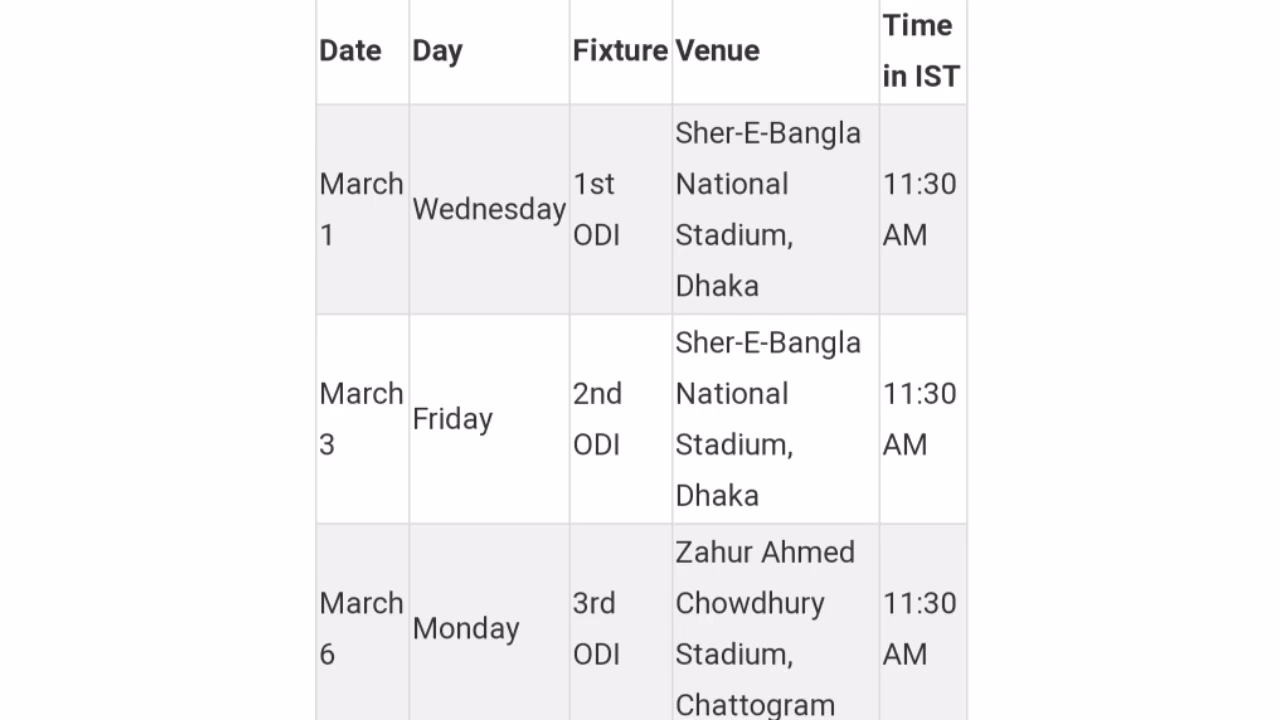 Date Day Fixture Venue Time
in IST
March
1
Wednesday
1st
ODI
Sher-E-Bangla
National
Stadium,
Dhaka
11:30
AM
March
3
Friday
2nd
ODI
Sher-E-Bangla
National
Stadium,
Dhaka
11:30
AM
March
6
Monday
3rd
ODI
Zahur Ahmed
Chowdhury
Stadium,
Chattogram
11:30
AM